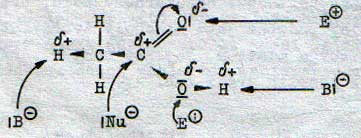 H δ- E⊕
δ+ δ+ O|
H C C
H δ- δ+
O H B|⊖
|B⊖ |Nu⊖ E⊕